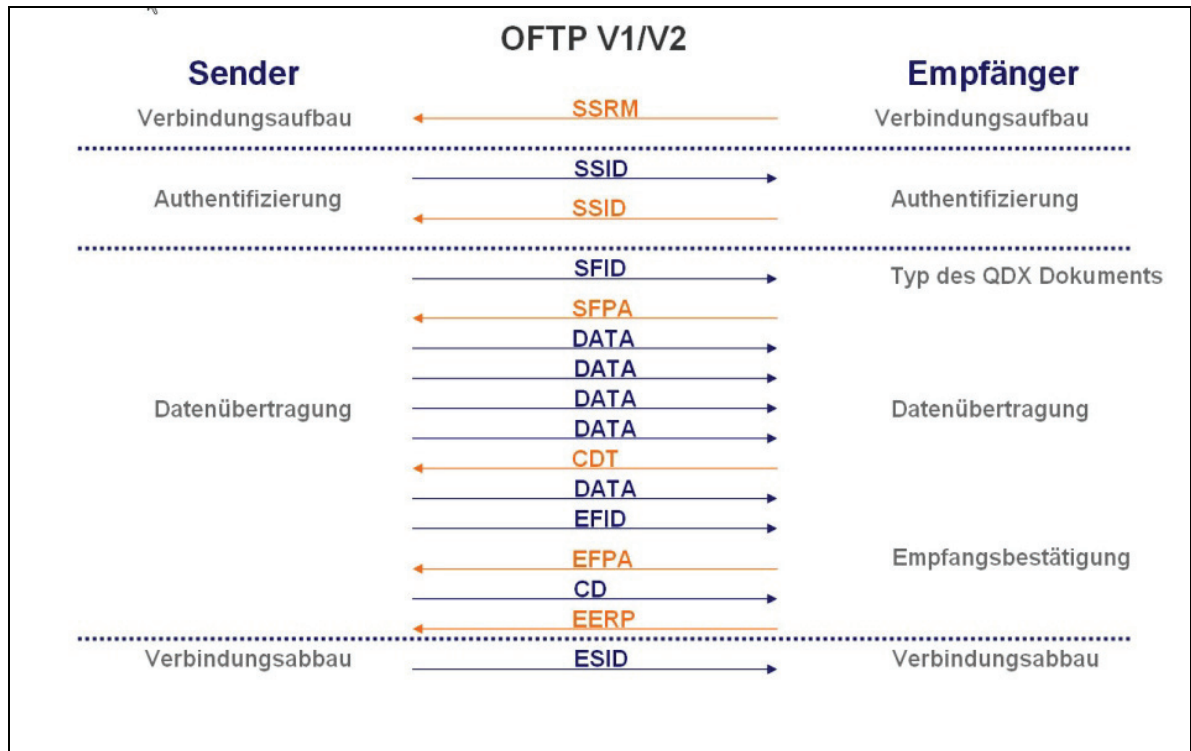 OFTP V1/V2
Sender
Empfänger
Verbindungsaufbau
SSRM
Verbindungsaufbau
SSID
Authentifizierung
Authentifizierung
SSID
SFID
Typ des QDX Dokuments
SFPA
DATA
DATA
DATA
Datenübertragung
Datenübertragung
DATA
CDT
DATA
EFID
EFPA
Empfangsbestätigung
CD
EERP
Verbindungsabbau
ESID
Verbindungsabbau